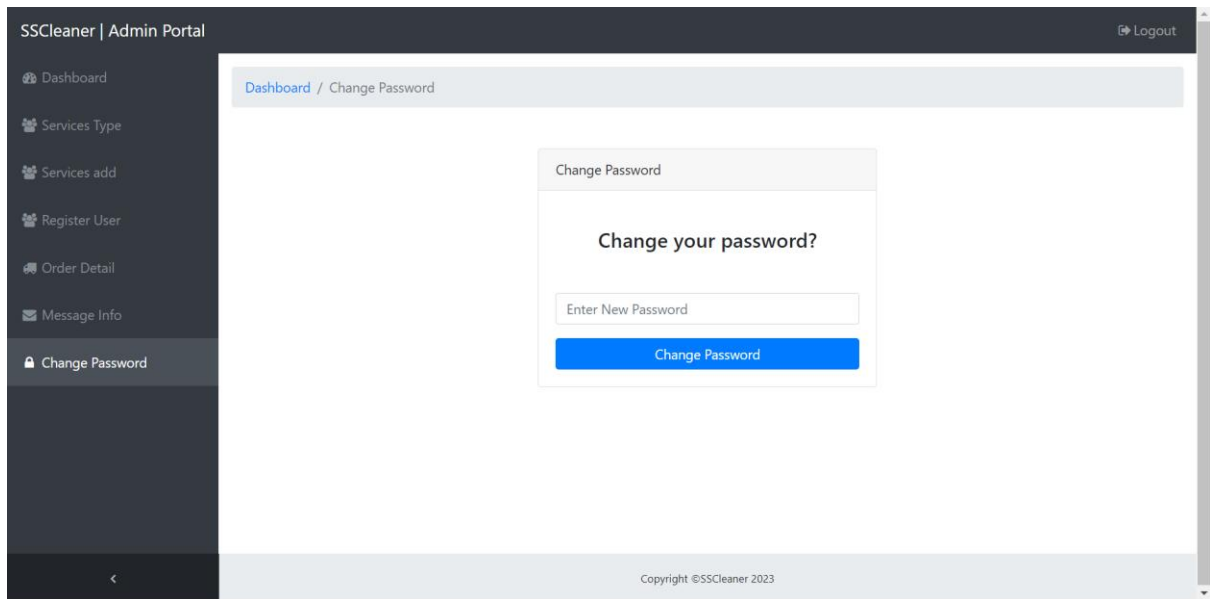 SSCleaner | Admin Portal
Logout
Dashboard
Services Type
Services add
Register User
Order Detail
Message Info
Change Password
Dashboard / Change Password
Change Password
Change your password?
Enter New Password
Change Password
Copyright ©SSCleaner 2023